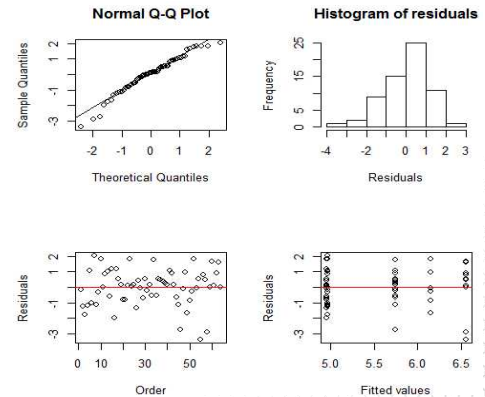 Normal Q-Q Plot
Sample Quantiles
-3 -1 1 2
-2 -1 0 1 2
Theoretical Quantiles
Histogram of residuals
Frequency
0 5 15 25
-4 -2 0 1 2 3
Residuals
Residuals
-3 -1 1 2
0 10 30 50
Order
Residuals
-3 -1 1 2
5.0 5.5 6.0 6.5
Fitted values